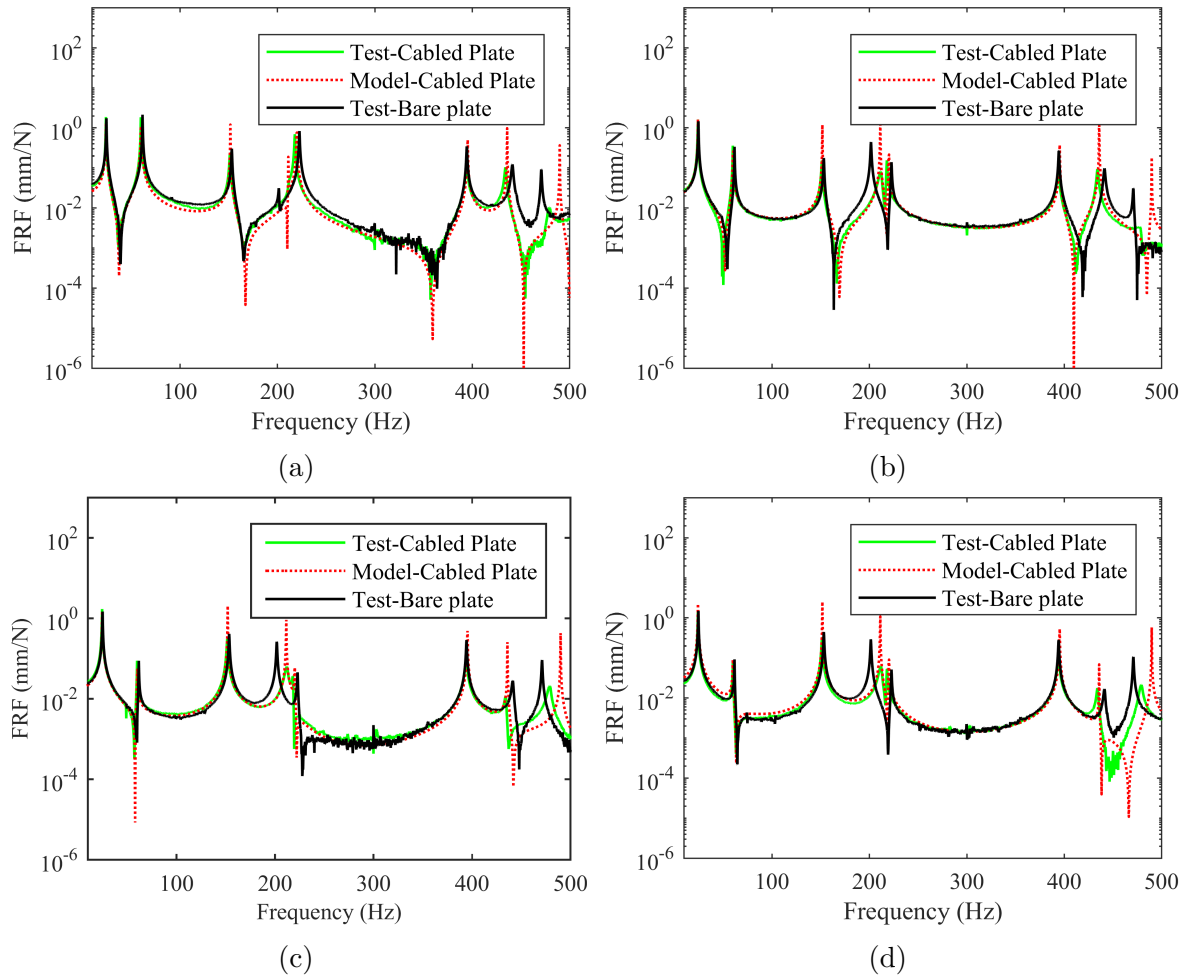 10^2
10^0
10^-2
10^-4
10^-6
FRF (mm/N)
Test-Cabled Plate
Model-Cabled Plate
Test-Bare plate
100 200 300 400 500
Frequency (Hz)
(a)
10^2
10^0
10^-2
10^-4
10^-6
FRF (mm/N)
Test-Cabled Plate
Model-Cabled Plate
Test-Bare plate
100 200 300 400 500
Frequency (Hz)
(b)
10^2
10^0
10^-2
10^-4
10^-6
FRF (mm/N)
Test-Cabled Plate
Model-Cabled Plate
Test-Bare plate
100 200 300 400 500
Frequency (Hz)
(c)
10^2
10^0
10^-2
10^-4
10^-6
FRF (mm/N)
Test-Cabled Plate
Model-Cabled Plate
Test-Bare plate
100 200 300 400 500
Frequency (Hz)
(d)